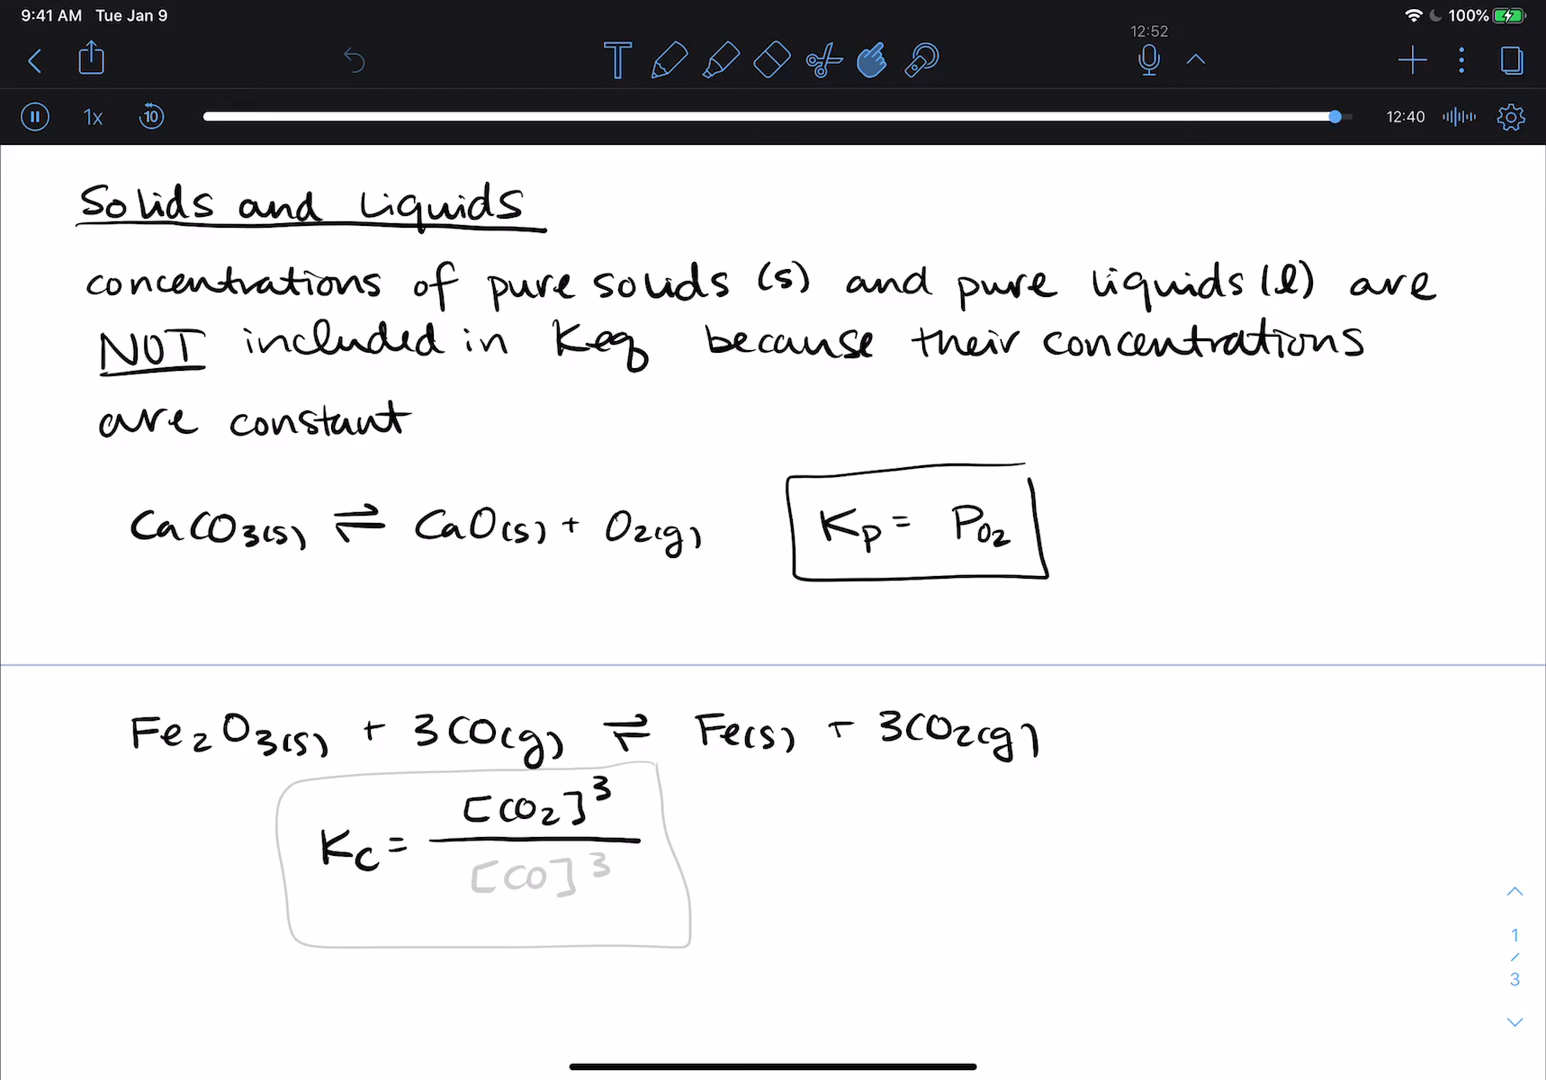 9:41 AM Tue Jan 9
100%
12:52
10
1x
12:40
Solids and Liquids
concentrations of pure solids (s) and pure liquids (l) are
NOT included in Keq because their concentrations
are constant
CaCO₃(s) ⇌ CaO(s) + O₂(g) Kp = PO₂
Fe₂O₃(s) + 3CO(g) ⇌ Fe(s) + 3CO₂(g)
Kc = [CO₂]³
[CO]³
1
/
3